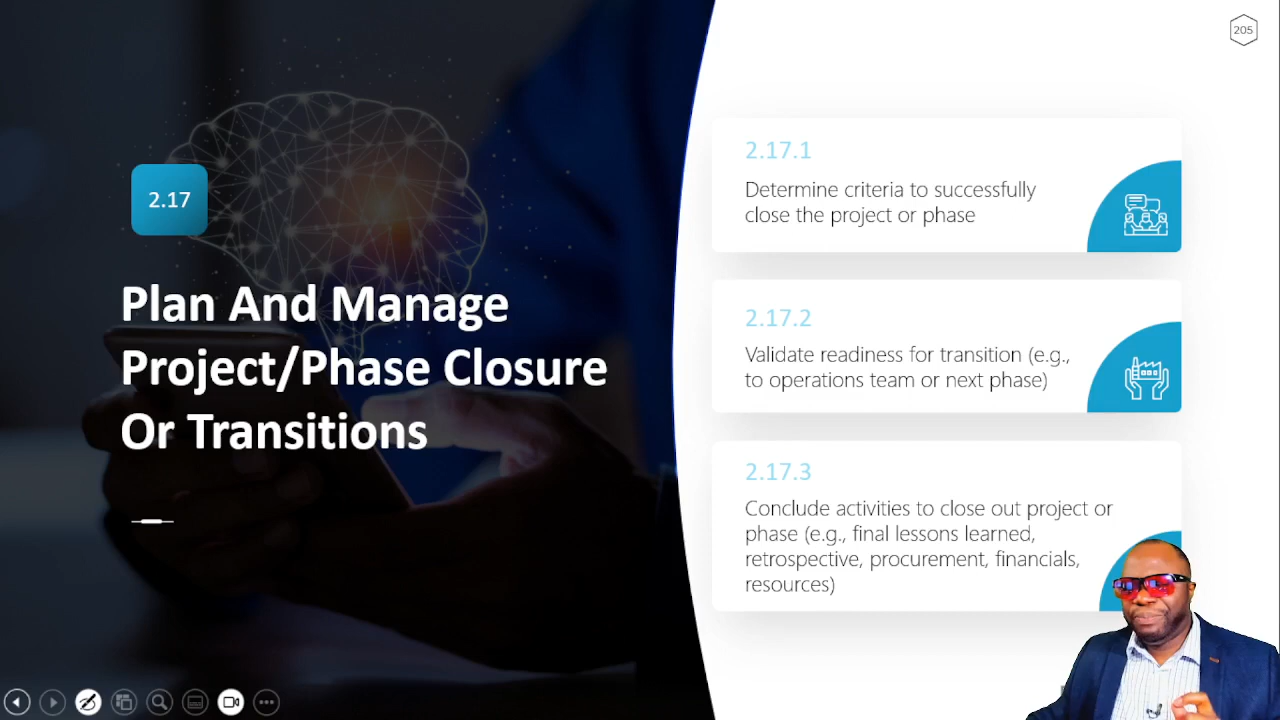 205
2.17
Plan And Manage
Project/Phase Closure
Or Transitions
2.17.1
Determine criteria to successfully
close the project or phase
2.17.2
Validate readiness for transition (e.g.,
to operations team or next phase)
2.17.3
Conclude activities to close out project or
phase (e.g., final lessons learned,
retrospective, procurement, financials,
resources)